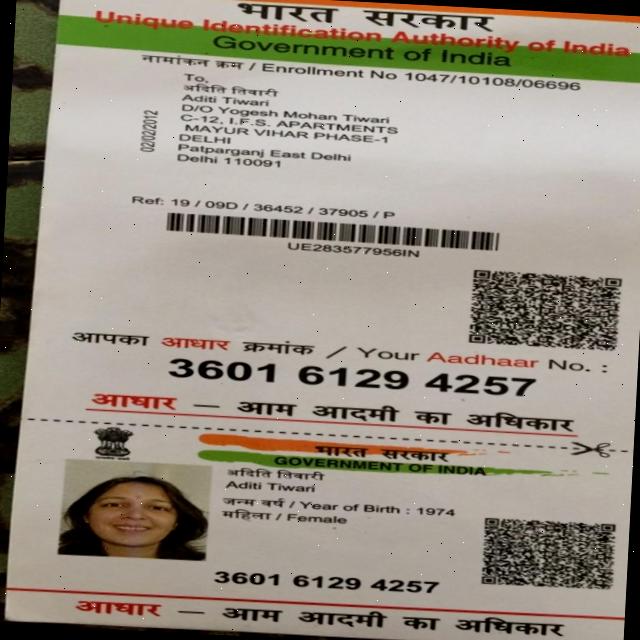 भारत सरकार
Unique Identification Authority of India
Government of India
नामांकन क्रम / Enrollment No 1047/10108/06696
To,
अदिति तिवारी
Aditi Tiwari
D/O Yogesh Mohan Tiwari
C-12, I.F.S. APARTMENTS
MAYUR VIHAR PHASE-1
DELHI
Patparganj East Delhi
Delhi 110091
02/02/2012
Ref: 19 / 09D / 36452 / 37905 / P
UE283577956IN
आपका आधार क्रमांक / Your Aadhaar No. :
3601 6129 4257
आधार — आम आदमी का अधिकार
भारत सरकार
GOVERNMENT OF INDIA
अदिति तिवारी
Aditi Tiwari
जन्म वर्ष / Year of Birth : 1974
महिला / Female
3601 6129 4257
आधार — आम आदमी का अधिकार